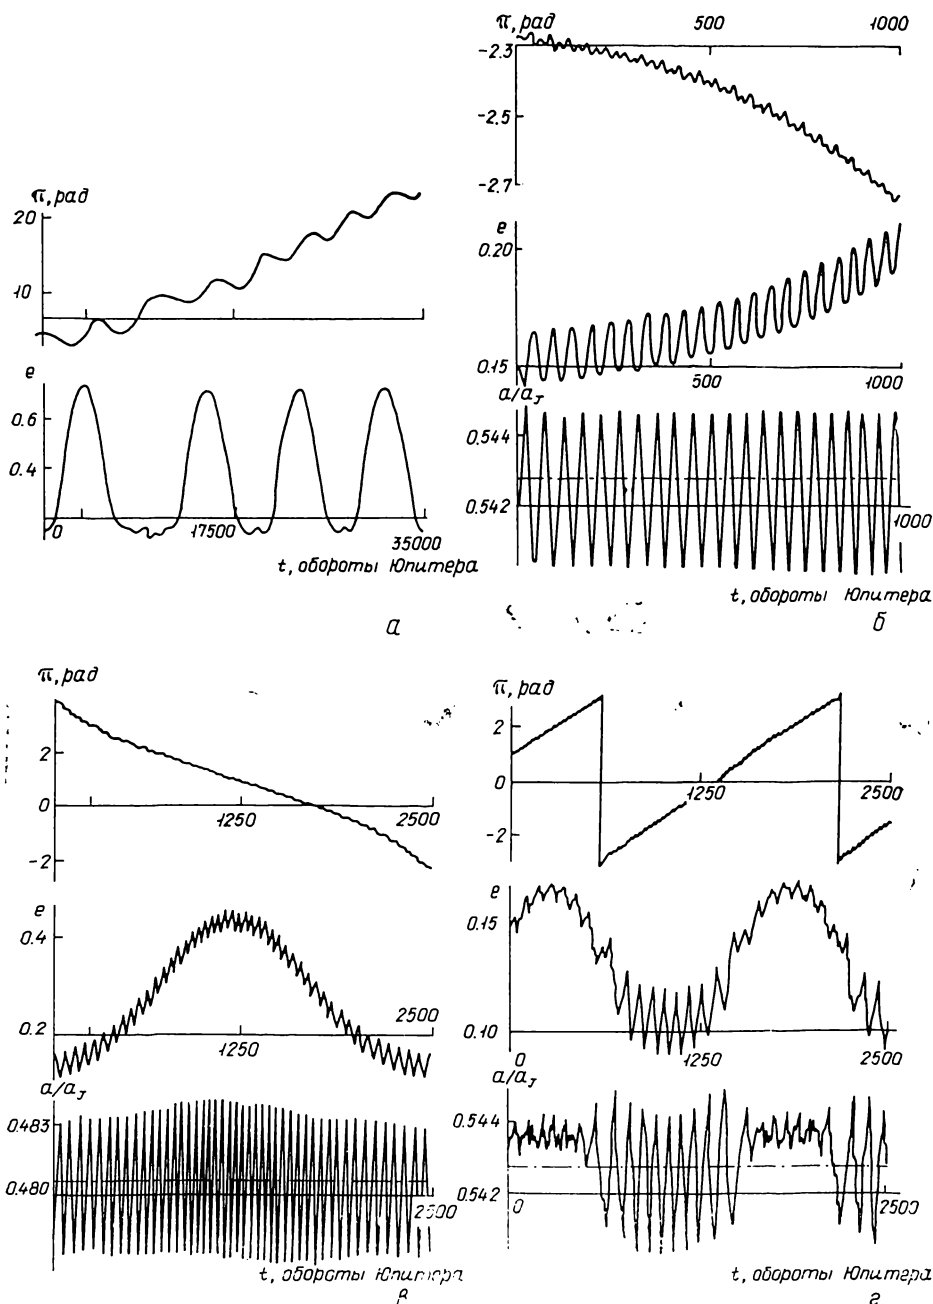 π, рад
20
10
e
0.6
0.4
0
17500
35000
t, обороты Юпитера
а
π, рад
500
1000
-2.3
-2.5
-2.7
e
0.20
0.15
500
1000
a/a_J
0.544
0.542
1000
t, обороты Юпитера
б
π, рад
2
0
1250
2500
-2
e
0.4
0.2
2500
1250
a/a_J
0.483
0.480
2500
t, обороты Юпитера
в
π, рад
2
0
1250
2500
-2
e
0.15
0.10
0
1250
2500
a/a_J
0.544
0.542
0
2500
t, обороты Юпитера
г